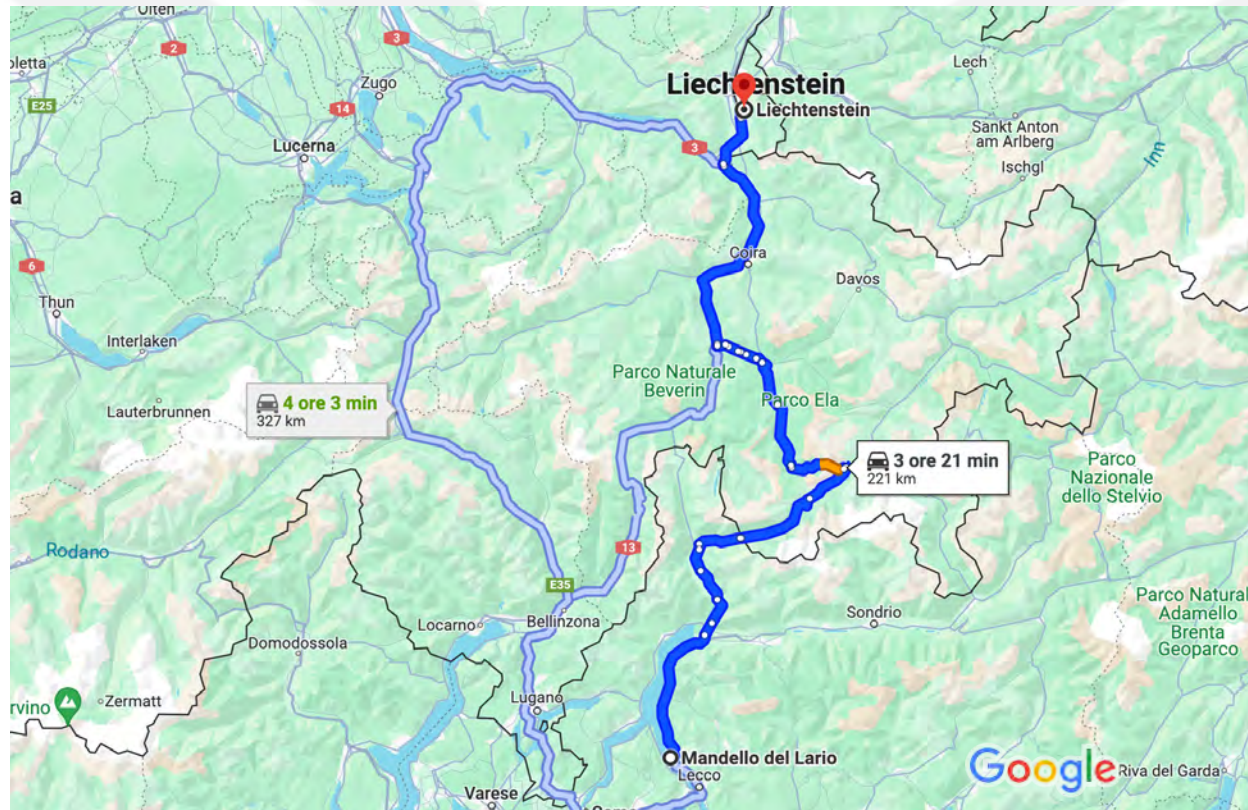 Olten
3
2
oletta
Zugo
E25
14
Lucerna
Liechtenstein
Liechtenstein
Lech
Sankt Anton
am Arlberg
Ischgl
Inn
3
a
6
Thun
Interlaken
Coira
Davos
Parco Naturale
Beverin
Parco Ela
4 ore 3 min
327 km
Lauterbrunnen
3 ore 21 min
221 km
Parco
Nazionale
dello Stelvio
Rodano
13
E35
Bellinzona
Locarno
Sondrio
Parco Natural
Adamello
Brenta
Geoparco
Domodossola
Lugano
rvino
Zermatt
Mandello del Lario
Lecco
Google
Riva del Garda
Varese